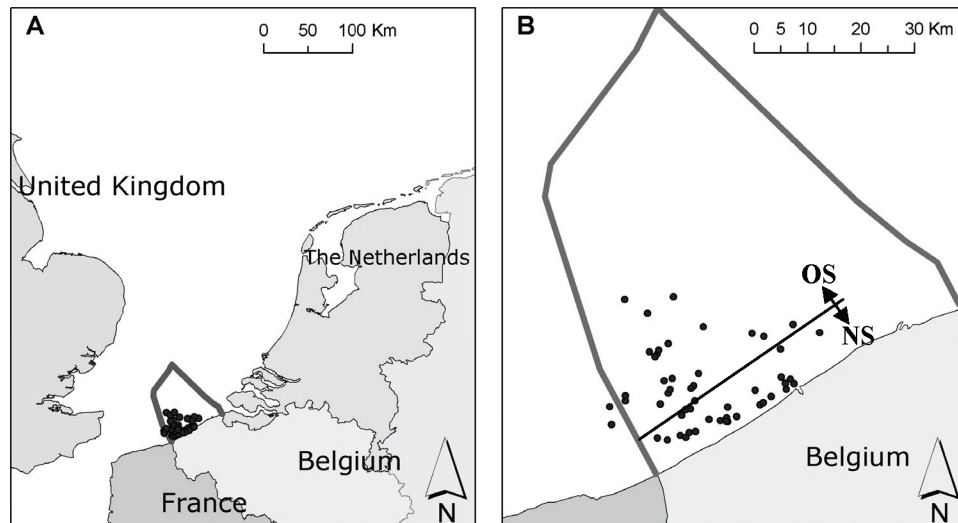 A
0 50 100 Km
United Kingdom
The Netherlands
Belgium
France
N
B
0 5 10 20 30 Km
OS
NS
Belgium
N